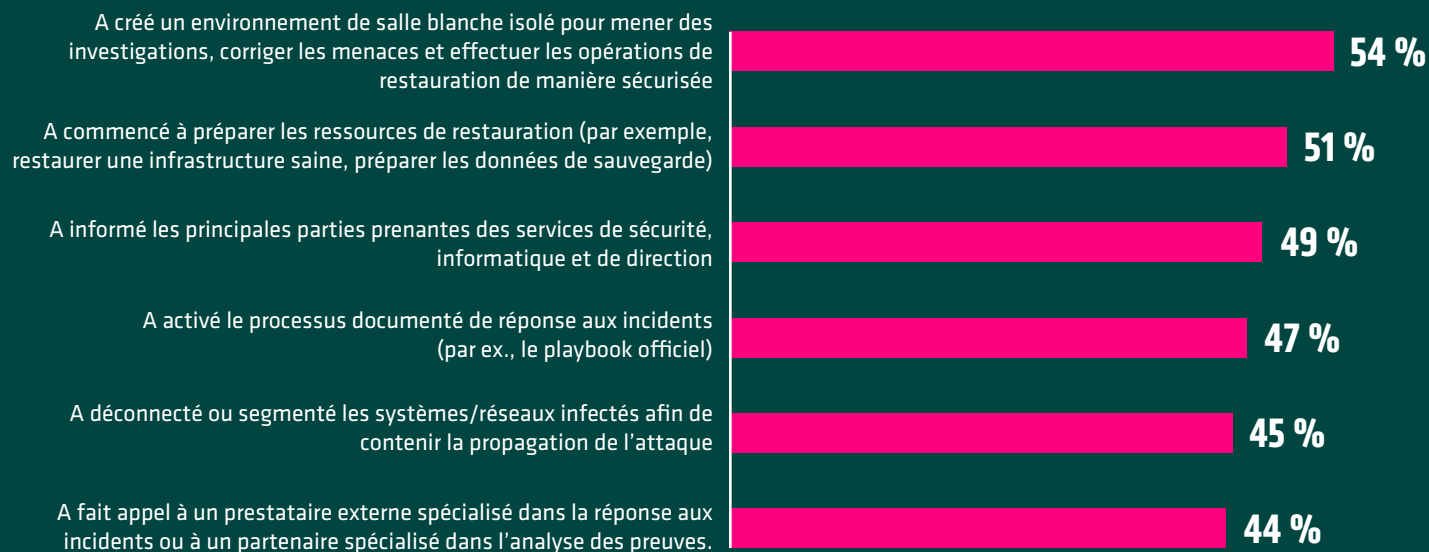 A créé un environnement de salle blanche isolé pour mener des
investigations, corriger les menaces et effectuer les opérations de
restauration de manière sécurisée
54 %
A commencé à préparer les ressources de restauration (par exemple,
restaurer une infrastructure saine, préparer les données de sauvegarde)
51 %
A informé les principales parties prenantes des services de sécurité,
informatique et de direction
49 %
A activé le processus documenté de réponse aux incidents
(par ex., le playbook officiel)
47 %
A déconnecté ou segmenté les systèmes/réseaux infectés afin de
contenir la propagation de l'attaque
45 %
A fait appel à un prestataire externe spécialisé dans la réponse aux
incidents ou à un partenaire spécialisé dans l'analyse des preuves.
44 %